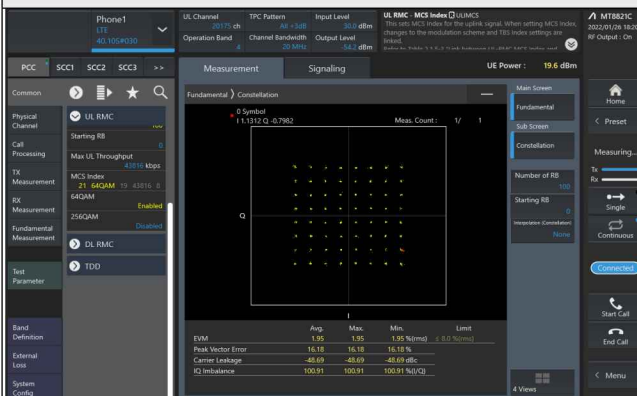 Phone1
LTE
40.105#030
UL Channel 20175 ch
TPC Pattern All +3dB
Input Level 30.0 dBm
Operation Band 4
Channel Bandwidth 20 MHz
Output Level -54.2 dBm
UL RMC - MCS Index ULIMCS
This sets MCS Index for the uplink signal. When setting MCS Index,
changes to the modulation scheme and TBS Index settings are
linked.
MT8821C
2022/01/26 18:20
RF Output : On
PCC
SCC1
SCC2
SCC3
>>
Measurement
Signaling
UE Power : 19.6 dBm
Common
Physical
Channel
Call
Processing
TX
Measurement
RX
Measurement
Fundamental
Measurement
Test
Parameter
Band
Definition
External
Loss
System
Config
UL RMC
Starting RB
0
Max UL Throughput
43816 kbps
MCS Index
21 64QAM 19 43816 8
64QAM
Enabled
256QAM
Disabled
DL RMC
TDD
Fundamental
Constellation
0 Symbol
I 1.1312 Q -0.7982
Meas. Count : 1/ 1
Q
I
Avg. Max. Min. Limit
EVM 1.95 1.95 1.95 %(rms) ≤ 8.0 %(rms)
Peak Vector Error 16.18 16.18 16.18 %
Carrier Leakage -48.69 -48.69 -48.69 dBc
IQ Imbalance 100.91 100.91 100.91 %(I/Q)
Main Screen
Fundamental
Sub Screen
Constellation
Number of RB
100
Starting RB
0
Interpolation (Constellation)
None
4 Views
Home
< Preset
Measuring...
Tx
Rx
Single
Continuous
Connected
Start Call
End Call
< Menu